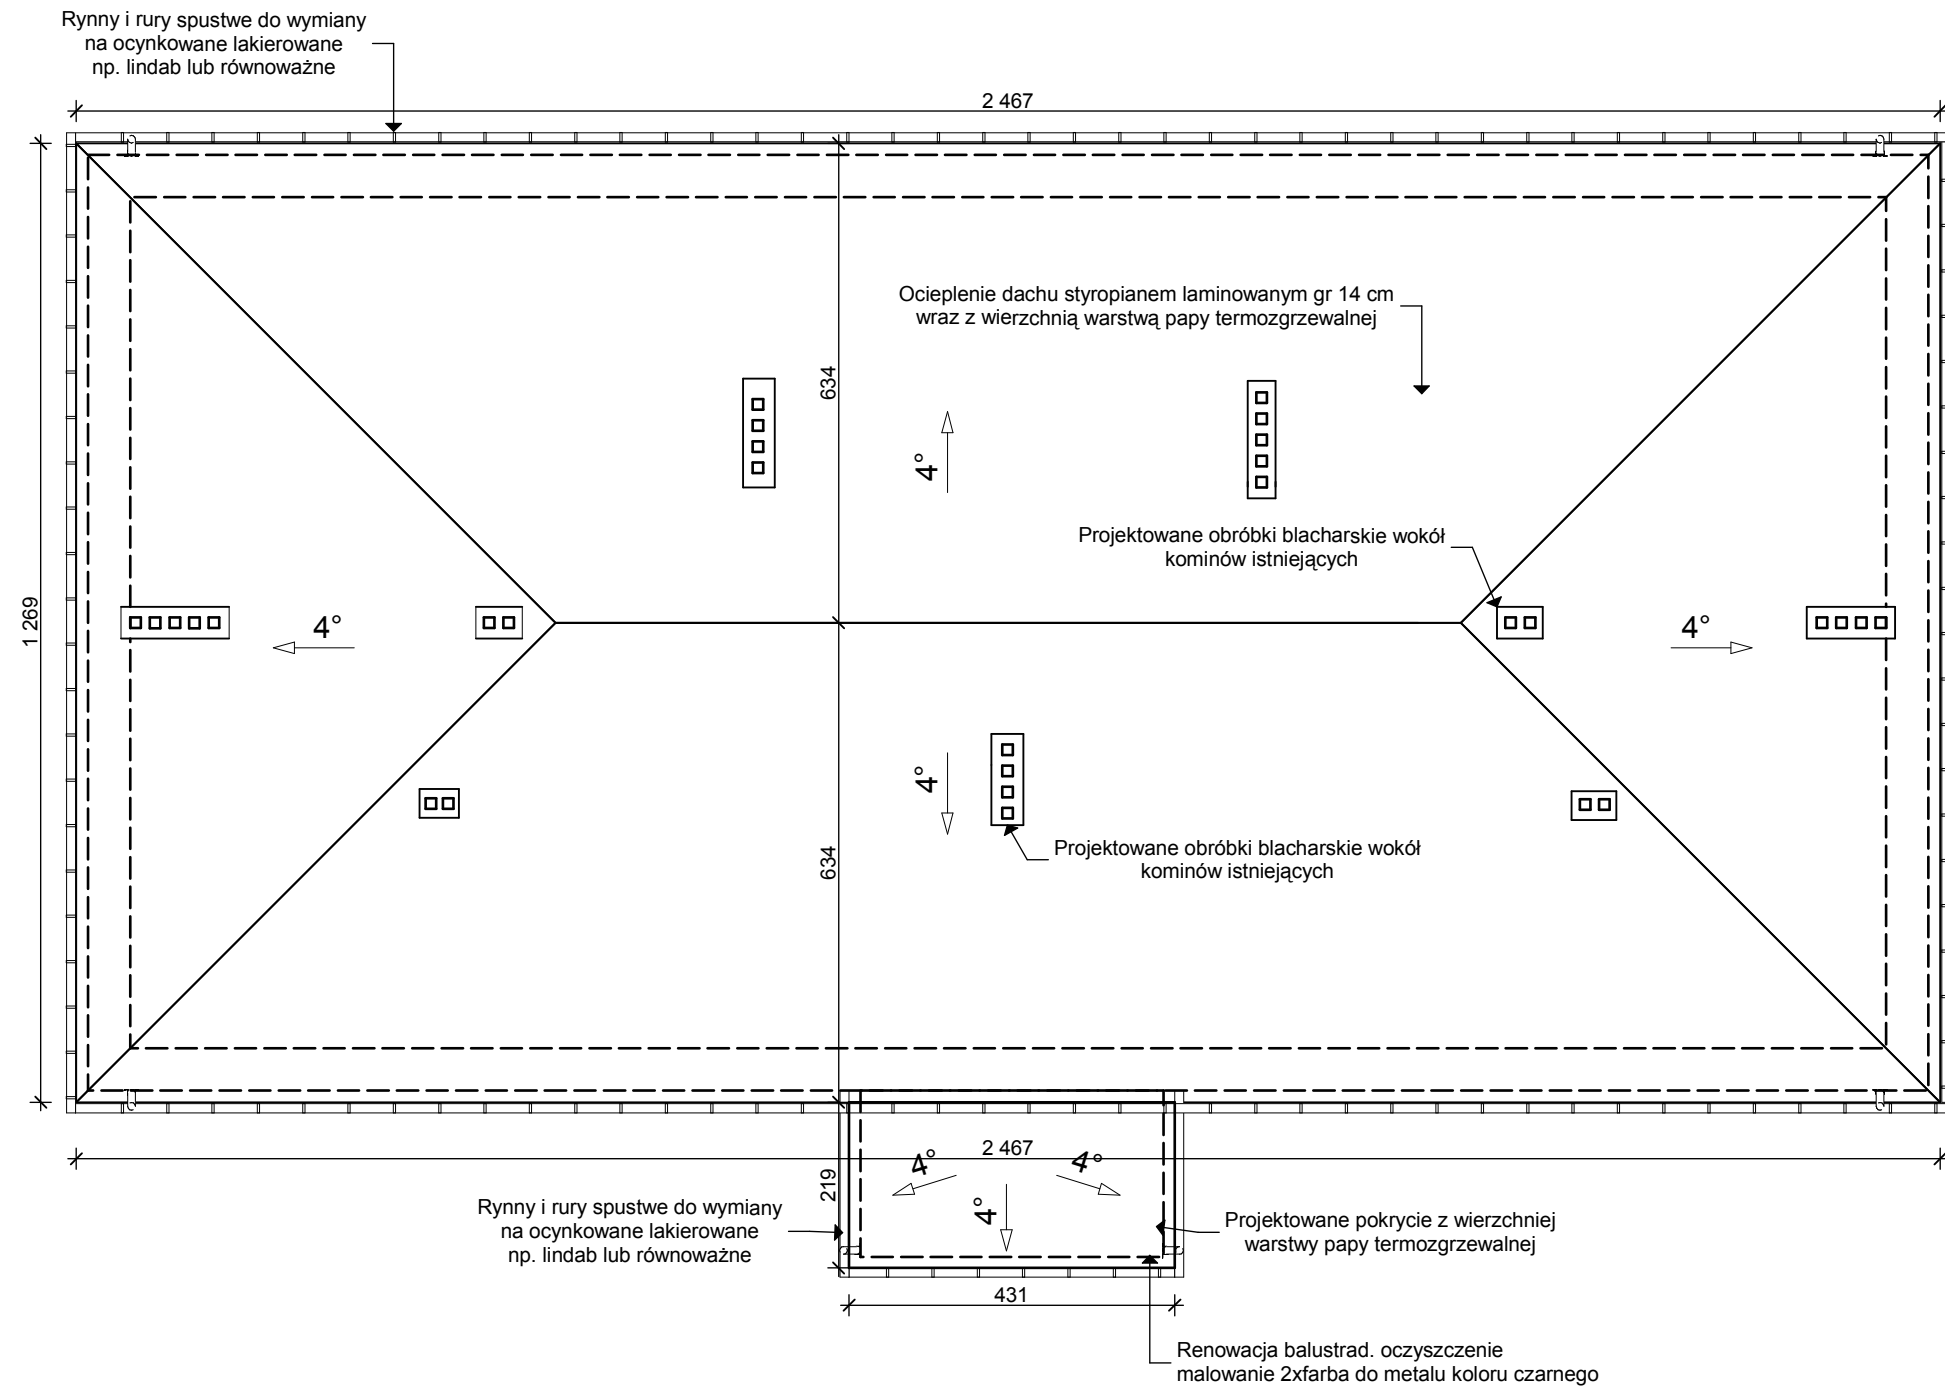 Rynny i rury spustwe do wymiany
na ocynkowane lakierowane
np. lindab lub równoważne
2 467
Ocieplenie dachu styropianem laminowanym gr 14 cm
wraz z wierzchnią warstwą papy termozgrzewalnej
634
4°
Projektowane obróbki blacharskie wokół
kominów istniejących
1 269
4°
4°
4°
634
Projektowane obróbki blacharskie wokół
kominów istniejących
2 467
4°
4°
219
4°
Rynny i rury spustwe do wymiany
na ocynkowane lakierowane
np. lindab lub równoważne
Projektowane pokrycie z wierzchniej
warstwy papy termozgrzewalnej
431
Renowacja balustrad. oczyszczenie
malowanie 2xfarba do metalu koloru czarnego